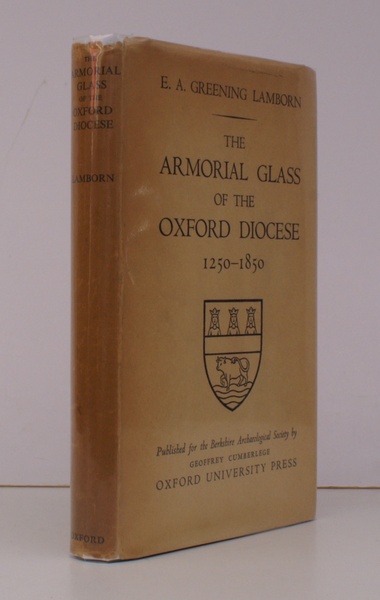 THE
ARMORIAL
GLASS
OF THE
OXFORD
DIOCESE
LAMBORN
OXFORD
E. A. GREENING LAMBORN
THE
ARMORIAL GLASS
OF THE
OXFORD DIOCESE
1250–1850
Published for the Berkshire Archaeological Society by
GEOFFREY CUMBERLEGE
OXFORD UNIVERSITY PRESS